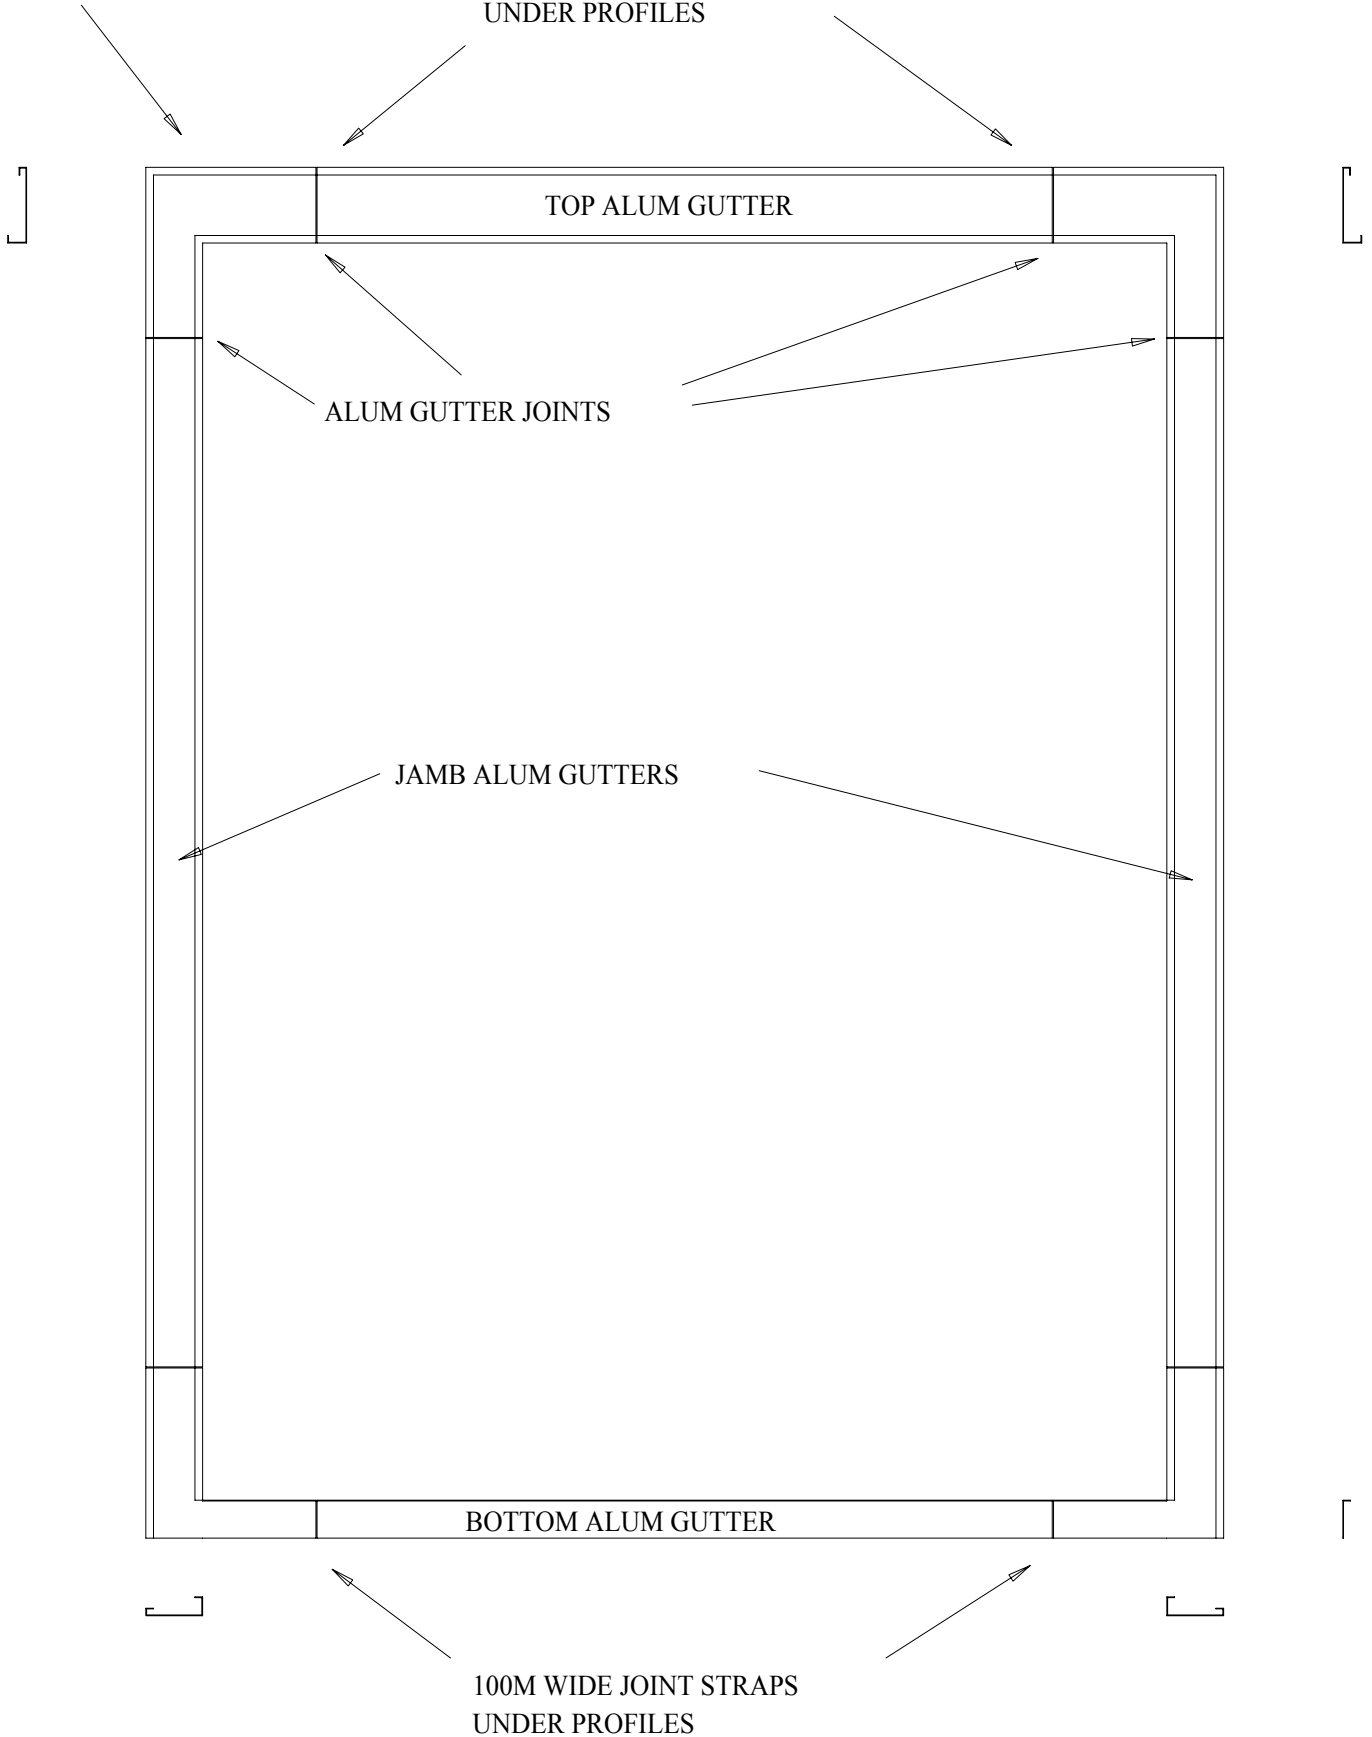 UNDER PROFILES
TOP ALUM GUTTER
ALUM GUTTER JOINTS
JAMB ALUM GUTTERS
BOTTOM ALUM GUTTER
100M WIDE JOINT STRAPS
UNDER PROFILES